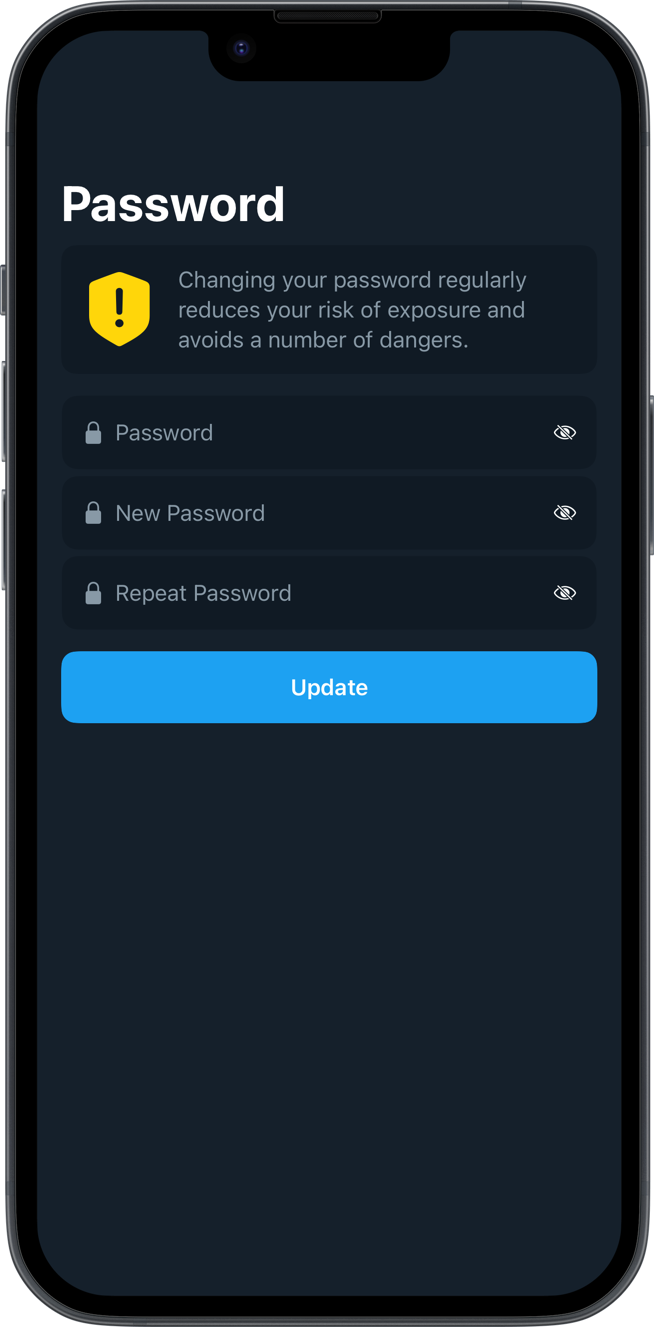 Password
Changing your password regularly
reduces your risk of exposure and
avoids a number of dangers.
Password
New Password
Repeat Password
Update